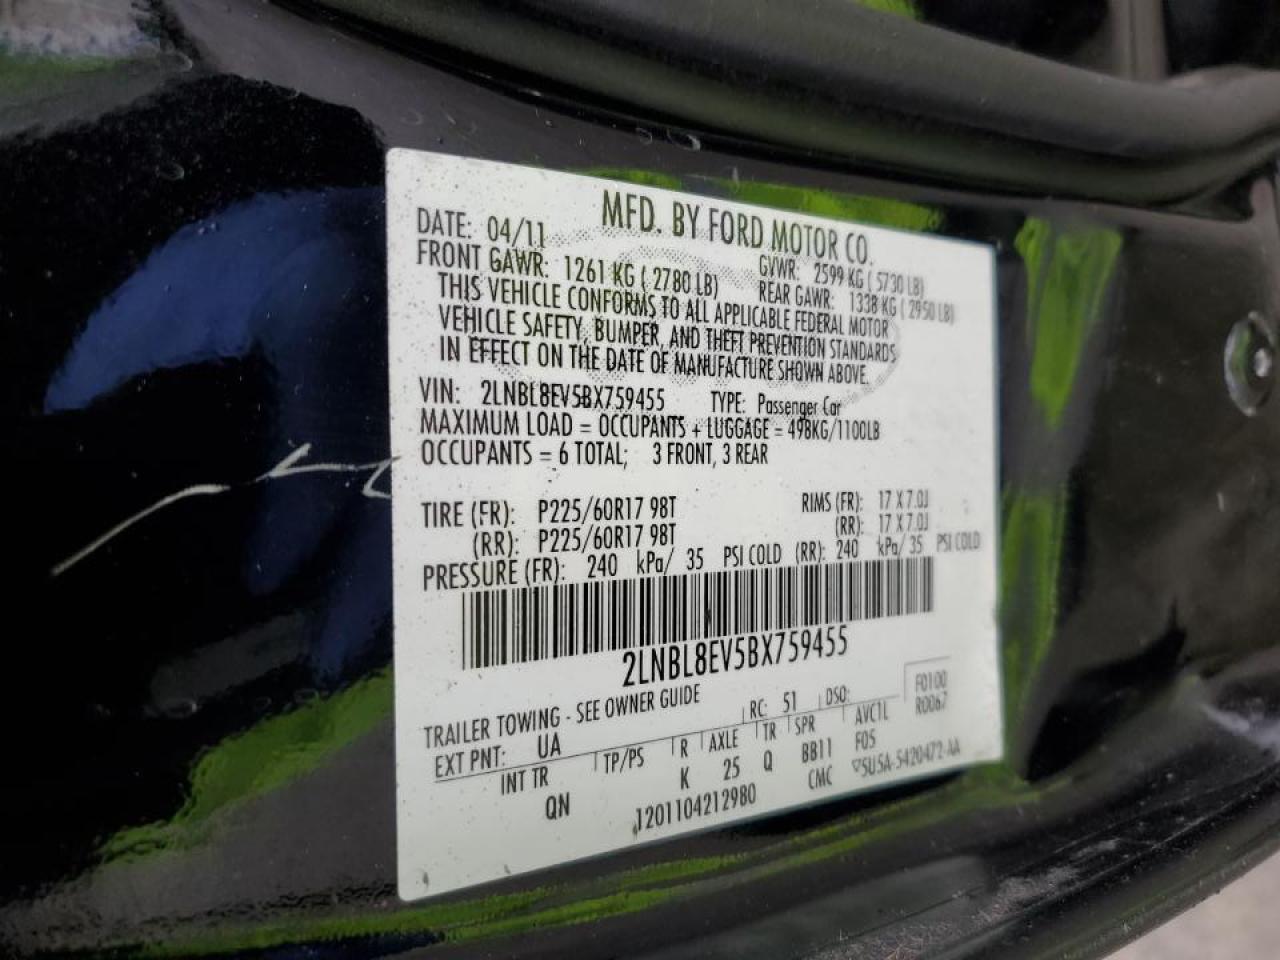 MFD. BY FORD MOTOR CO.
DATE: 04/11 GVWR: 2599 KG ( 5730 LB)
FRONT GAWR: 1261 KG ( 2780 LB) REAR GAWR: 1338 KG ( 2950 LB)
THIS VEHICLE CONFORMS TO ALL APPLICABLE FEDERAL MOTOR
VEHICLE SAFETY, BUMPER, AND THEFT PREVENTION STANDARDS
IN EFFECT ON THE DATE OF MANUFACTURE SHOWN ABOVE.
VIN: 2LNBL8EV5BX759455 TYPE: Passenger Car
MAXIMUM LOAD = OCCUPANTS + LUGGAGE = 498KG/1100LB
OCCUPANTS = 6 TOTAL; 3 FRONT, 3 REAR
TIRE (FR): P225/60R17 98T RIMS (FR): 17 X 7.0J
(RR): P225/60R17 98T (RR): 17 X 7.0J
PRESSURE (FR): 240 kPa/ 35 PSI COLD (RR): 240 kPa/ 35 PSI COLD
2LNBL8EV5BX759455
TRAILER TOWING - SEE OWNER GUIDE
EXT PNT: UA RC: 51 DSO: F0100
R0067
INT TR TP/PS R AXLE TR SPR AVC1L
QN K 25 Q BB11 F05
1201104212980 CMC ▽5U5A-5420472-AA